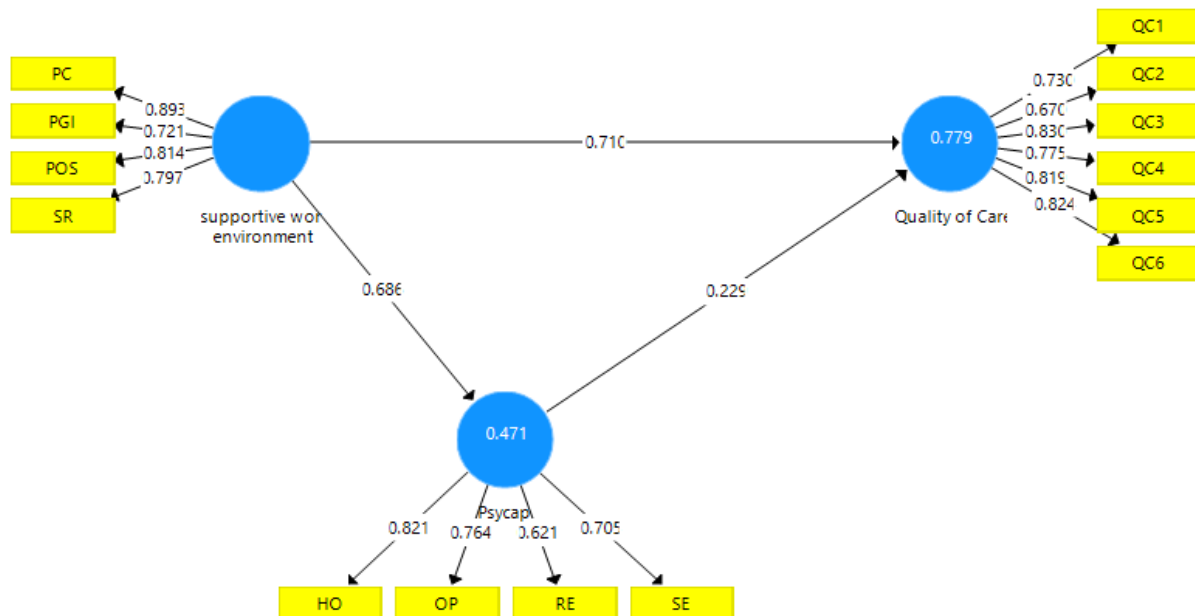 PC
PGI
POS
SR
0.893
0.721
0.814
0.797
supportive wor
environment
0.710
0.779
Quality of Care
QC1
QC2
QC3
QC4
QC5
QC6
0.730
0.670
0.830
0.775
0.819
0.824
0.686
0.229
0.471
Psycap
0.821
0.764
0.621
0.705
HO
OP
RE
SE